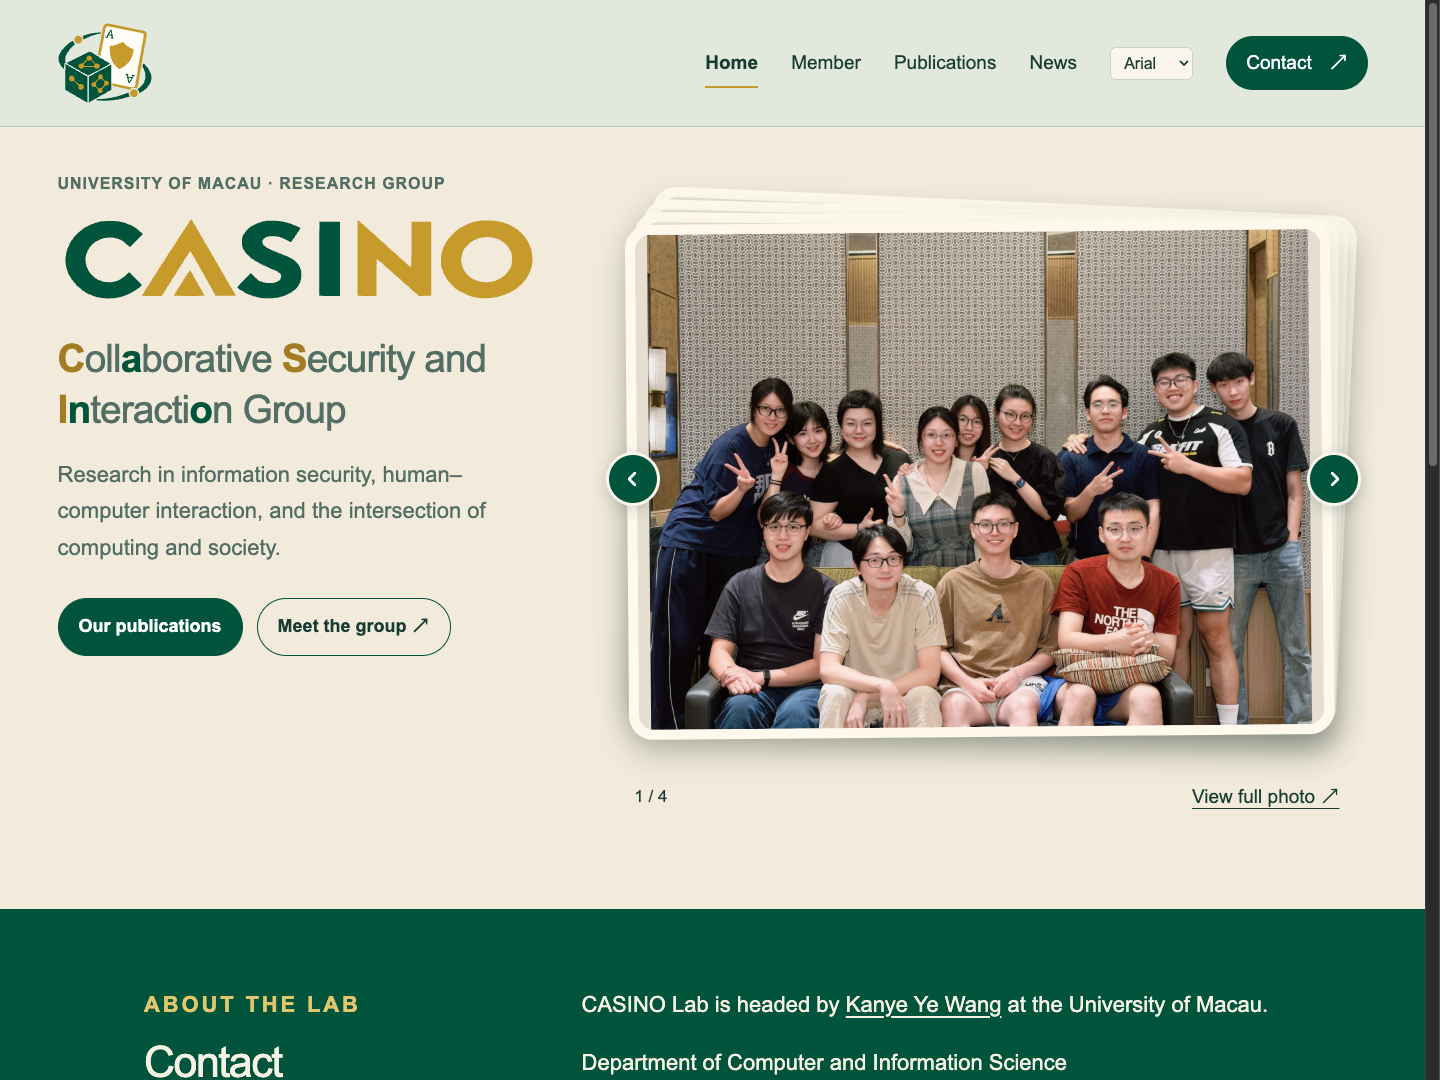 A
A
Home Member Publications News Arial Contact ↗
UNIVERSITY OF MACAU · RESEARCH GROUP
CASINO
Collaborative Security and
Interaction Group
Research in information security, human–
computer interaction, and the intersection of
computing and society.
Our publications Meet the group ↗
THE
NORTH
1 / 4 View full photo ↗
ABOUT THE LAB
Contact
CASINO Lab is headed by Kanye Ye Wang at the University of Macau.
Department of Computer and Information Science